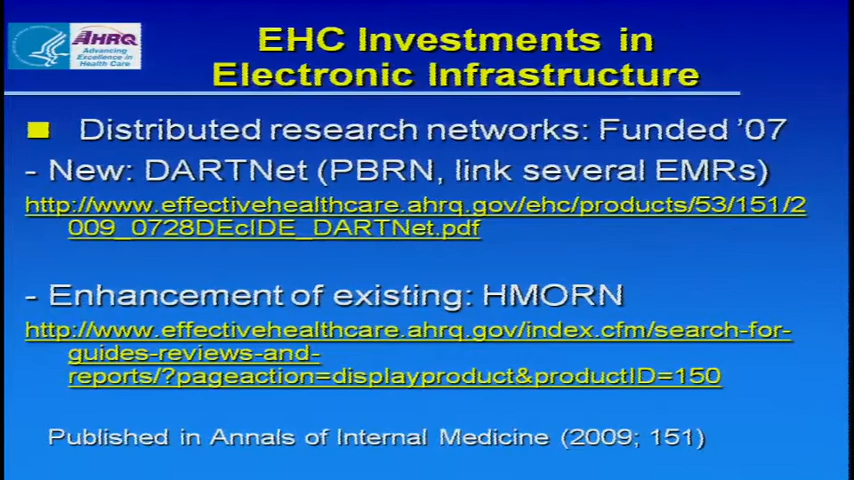 AHRQ
Advancing
Excellence in
Health Care
EHC Investments in
Electronic Infrastructure
Distributed research networks: Funded ’07
- New: DARTNet (PBRN, link several EMRs)
http://www.effectivehealthcare.ahrq.gov/ehc/products/53/151/2
009_0728DEcIDE_DARTNet.pdf
- Enhancement of existing: HMORN
http://www.effectivehealthcare.ahrq.gov/index.cfm/search-for-
guides-reviews-and-
reports/?pageaction=displayproduct&productID=150
Published in Annals of Internal Medicine (2009; 151)